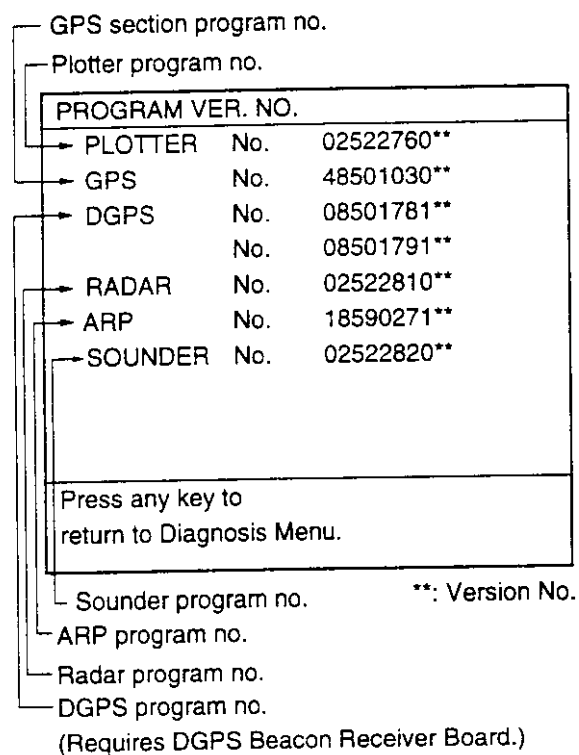 GPS section program no.
Plotter program no.
PROGRAM VER. NO.
PLOTTER No. 02522760**
GPS No. 48501030**
DGPS No. 08501781**
No. 08501791**
RADAR No. 02522810**
ARP No. 18590271**
SOUNDER No. 02522820**
Press any key to
return to Diagnosis Menu.
**: Version No.
Sounder program no.
ARP program no.
Radar program no.
DGPS program no.
(Requires DGPS Beacon Receiver Board.)